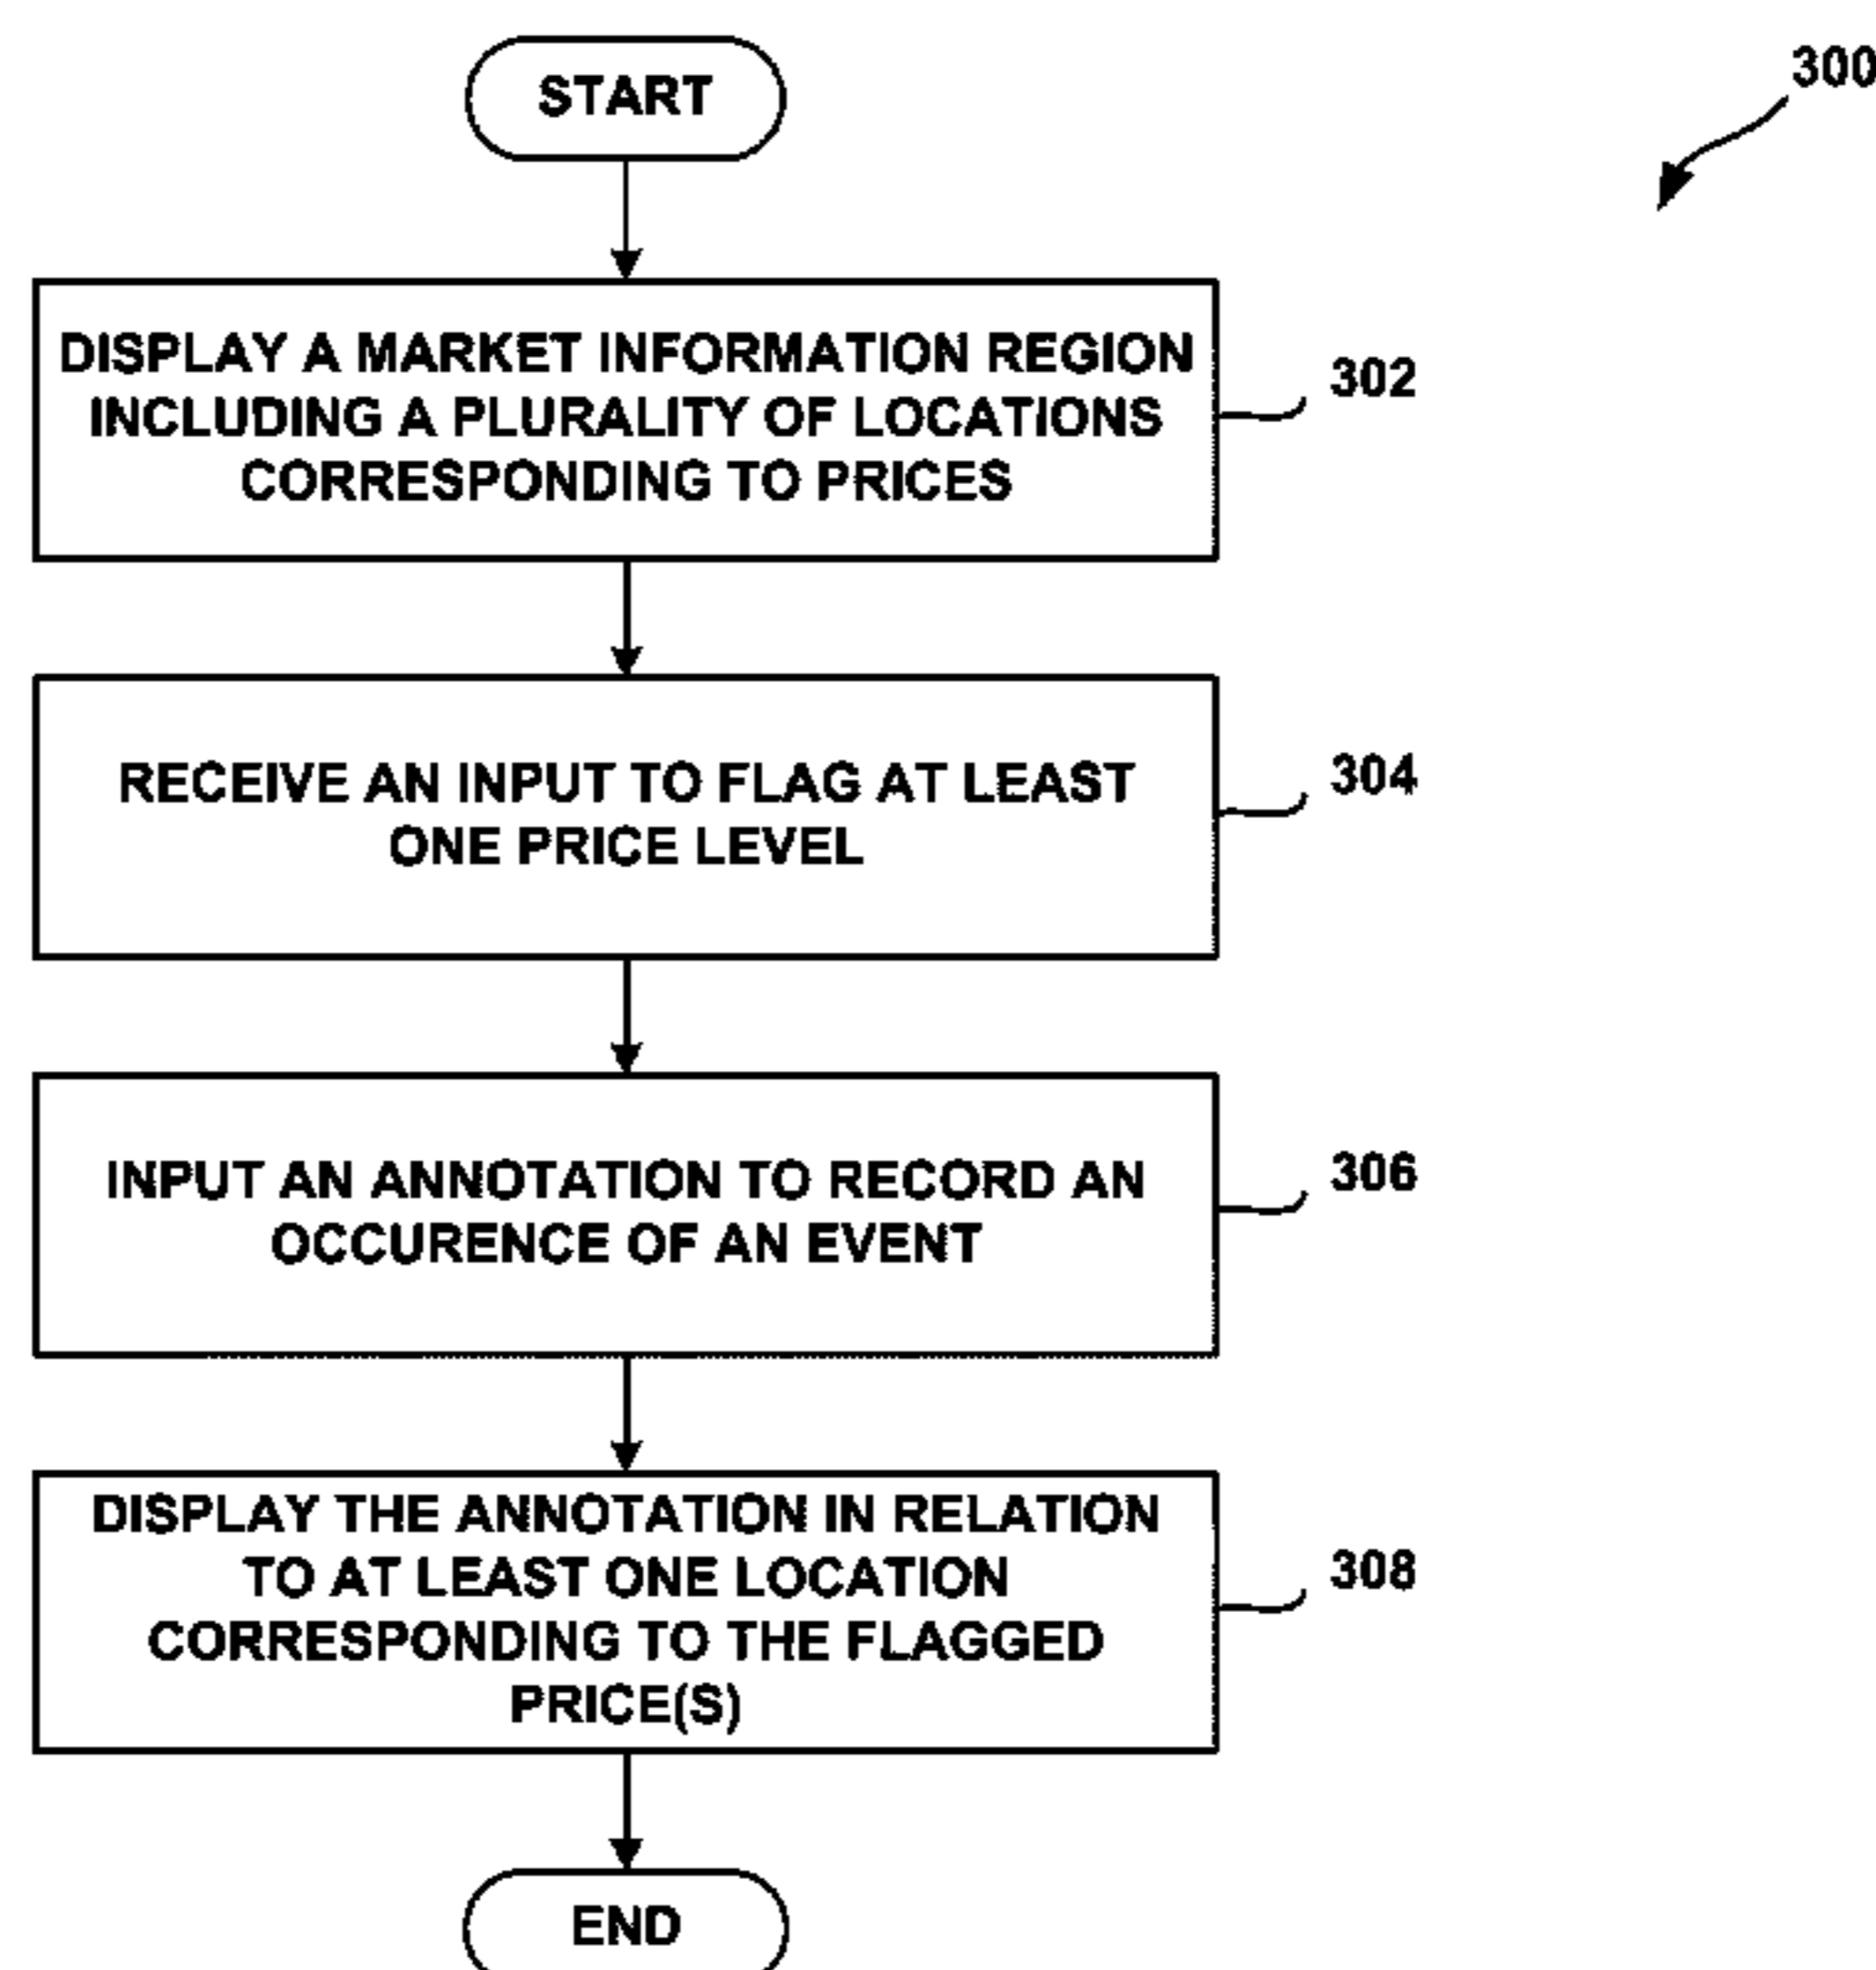 START
300
DISPLAY A MARKET INFORMATION REGION
INCLUDING A PLURALITY OF LOCATIONS
CORRESPONDING TO PRICES
302
RECEIVE AN INPUT TO FLAG AT LEAST
ONE PRICE LEVEL
304
INPUT AN ANNOTATION TO RECORD AN
OCCURENCE OF AN EVENT
306
DISPLAY THE ANNOTATION IN RELATION
TO AT LEAST ONE LOCATION
CORRESPONDING TO THE FLAGGED
PRICE(S)
308
END